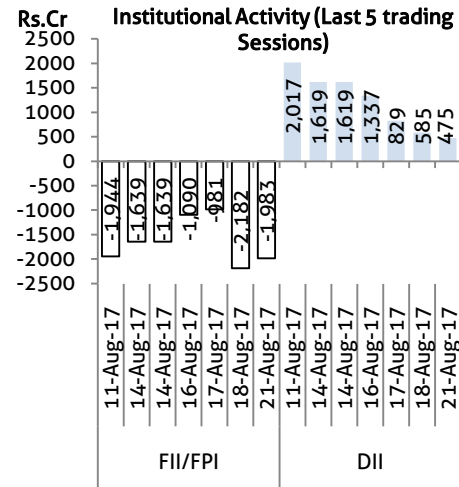 Rs.Cr
Institutional Activity (Last 5 trading
Sessions)
2500
2000
1500
1000
500
0
-500
-1000
-1500
-2000
-2500
-1,944
-1,639
-1,639
-1,090
-981
-2,182
-1,983
2,017
1,619
1,619
1,337
829
585
475
11-Aug-17
14-Aug-17
14-Aug-17
16-Aug-17
17-Aug-17
18-Aug-17
21-Aug-17
11-Aug-17
14-Aug-17
14-Aug-17
16-Aug-17
17-Aug-17
18-Aug-17
21-Aug-17
FII/FPI
DII